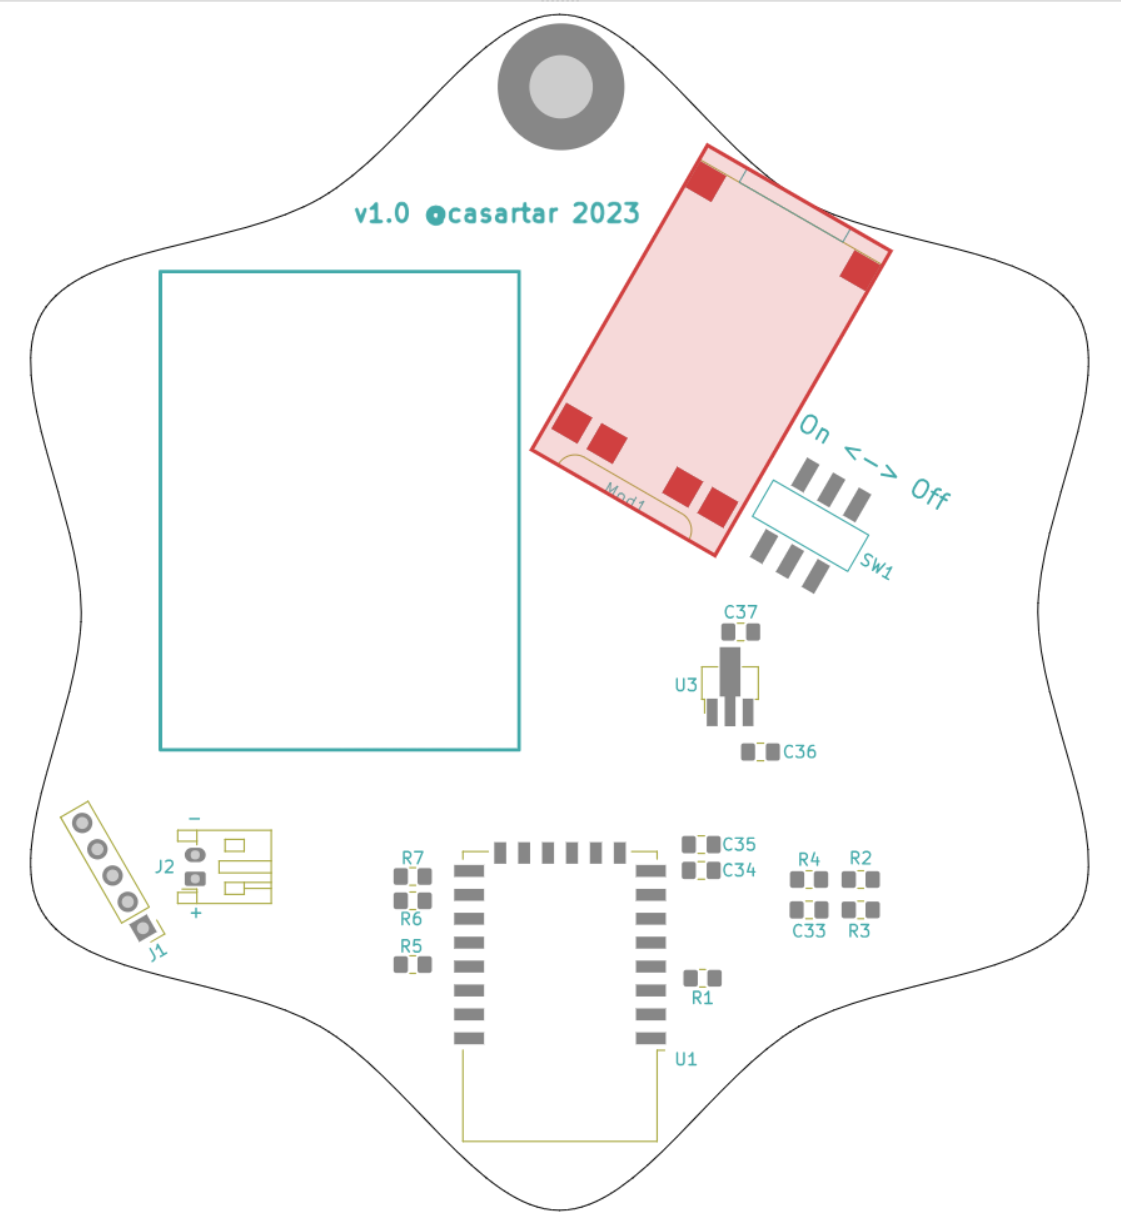 v1.0 @casartar 2023
Mod1
On <-> Off
SW1
C37
U3
C36
-
J2
+
J1
R7
R6
R5
C35
C34
R4
R2
C33
R3
R1
U1